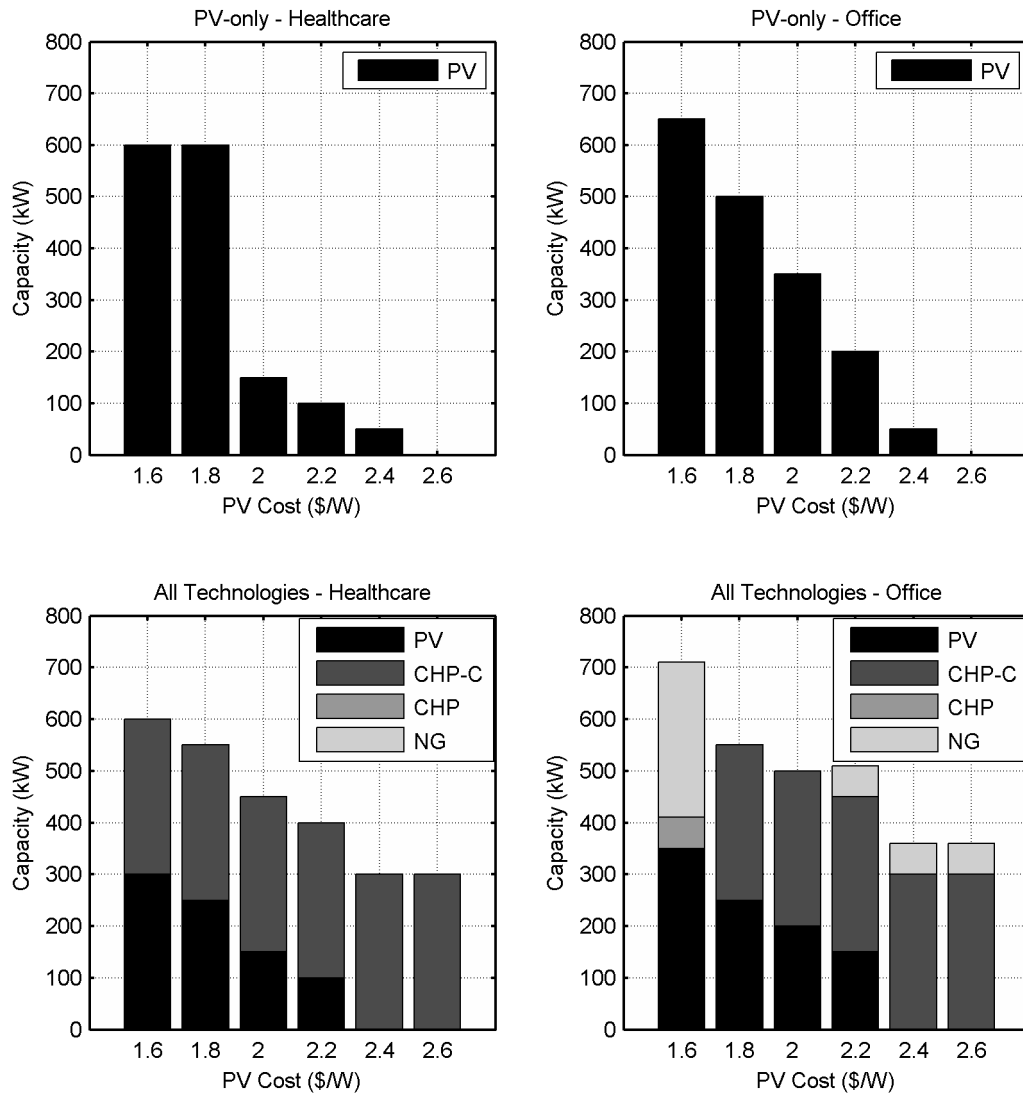 PV-only - Healthcare
800
700
600
500
400
300
200
100
0
Capacity (kW)
PV
1.6 1.8 2 2.2 2.4 2.6
PV Cost ($/W)
PV-only - Office
800
700
600
500
400
300
200
100
0
Capacity (kW)
PV
1.6 1.8 2 2.2 2.4 2.6
PV Cost ($/W)
All Technologies - Healthcare
800
700
600
500
400
300
200
100
0
Capacity (kW)
PV
CHP-C
CHP
NG
1.6 1.8 2 2.2 2.4 2.6
PV Cost ($/W)
All Technologies - Office
800
700
600
500
400
300
200
100
0
Capacity (kW)
PV
CHP-C
CHP
NG
1.6 1.8 2 2.2 2.4 2.6
PV Cost ($/W)